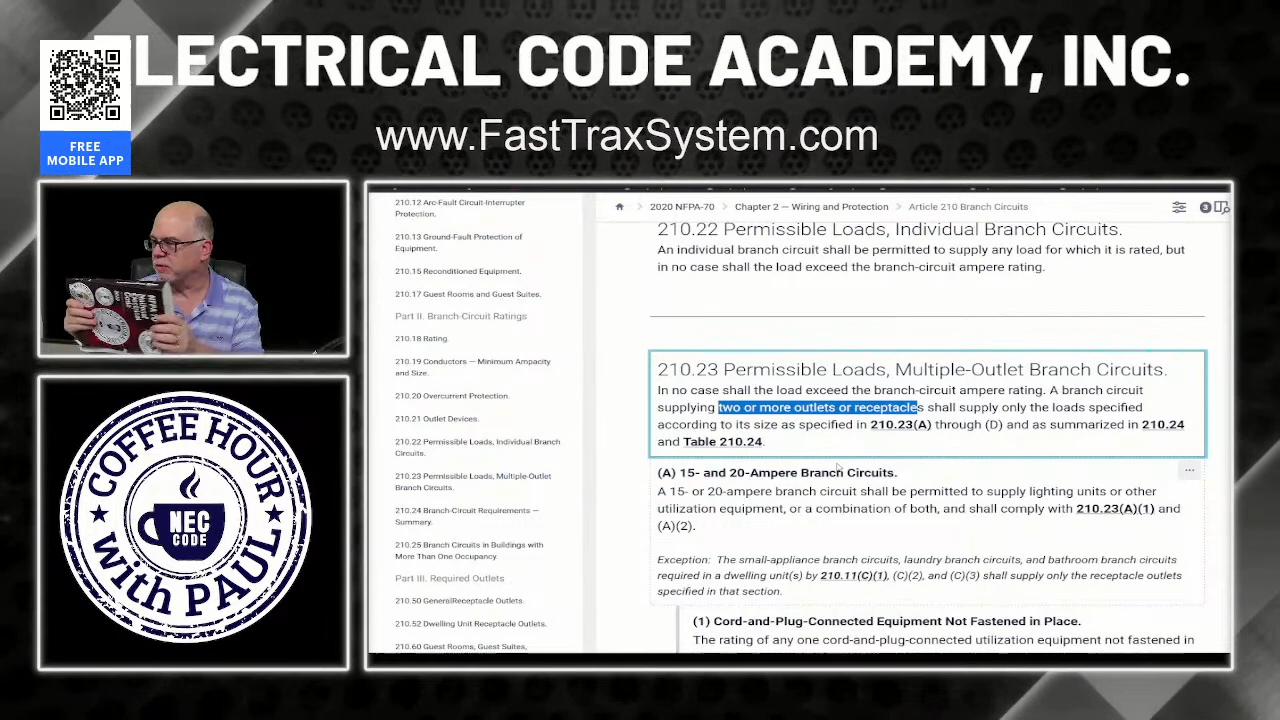 ELECTRICAL CODE ACADEMY, INC.
www.FastTraxSystem.com
FREE
MOBILE APP
COFFEE HOUR
NEC
CODE
with PAUL
210.12 Arc-Fault Circuit-Interrupter
Protection.
210.13 Ground-Fault Protection of
Equipment.
210.15 Reconditioned Equipment.
210.17 Guest Rooms and Guest Suites.
Part II. Branch-Circuit Ratings
210.18 Rating.
210.19 Conductors — Minimum Ampacity
and Size.
210.20 Overcurrent Protection.
210.21 Outlet Devices.
210.22 Permissible Loads, Individual Branch
Circuits.
210.23 Permissible Loads, Multiple-Outlet
Branch Circuits.
210.24 Branch-Circuit Requirements —
Summary.
210.25 Branch Circuits in Buildings with
More Than One Occupancy.
Part III. Required Outlets
210.50 GeneralReceptacle Outlets.
210.52 Dwelling Unit Receptacle Outlets.
210.60 Guest Rooms, Guest Suites,
2020 NFPA-70 > Chapter 2 — Wiring and Protection > Article 210 Branch Circuits
3
210.22 Permissible Loads, Individual Branch Circuits.
An individual branch circuit shall be permitted to supply any load for which it is rated, but
in no case shall the load exceed the branch-circuit ampere rating.
210.23 Permissible Loads, Multiple-Outlet Branch Circuits.
In no case shall the load exceed the branch-circuit ampere rating. A branch circuit
supplying two or more outlets or receptacles shall supply only the loads specified
according to its size as specified in 210.23(A) through (D) and as summarized in 210.24
and Table 210.24.
(A) 15- and 20-Ampere Branch Circuits.
A 15- or 20-ampere branch circuit shall be permitted to supply lighting units or other
utilization equipment, or a combination of both, and shall comply with 210.23(A)(1) and
(A)(2).
Exception: The small-appliance branch circuits, laundry branch circuits, and bathroom branch circuits
required in a dwelling unit(s) by 210.11(C)(1), (C)(2), and (C)(3) shall supply only the receptacle outlets
specified in that section.
(1) Cord-and-Plug-Connected Equipment Not Fastened in Place.
The rating of any one cord-and-plug-connected utilization equipment not fastened in